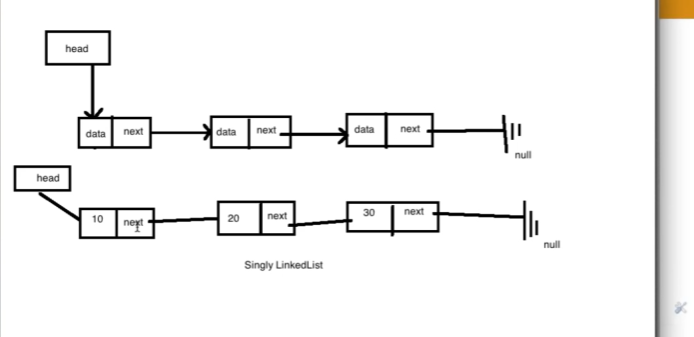 head
data next data next data next
null
head
10 next 20 next 30 next
null
Singly LinkedList